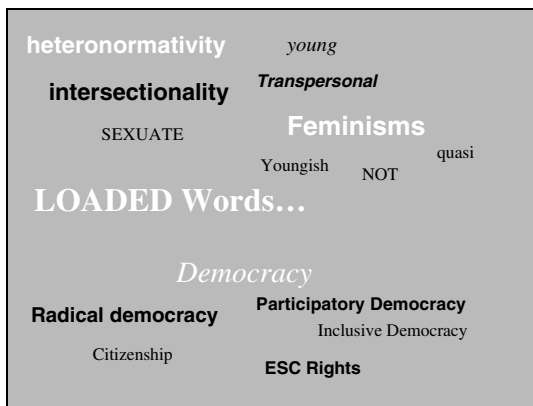 heteronormativity
young
Transpersonal
intersectionality
Feminisms
SEXUATE
quasi
Youngish
NOT
LOADED Words…
Democracy
Participatory Democracy
Radical democracy
Inclusive Democracy
Citizenship
ESC Rights